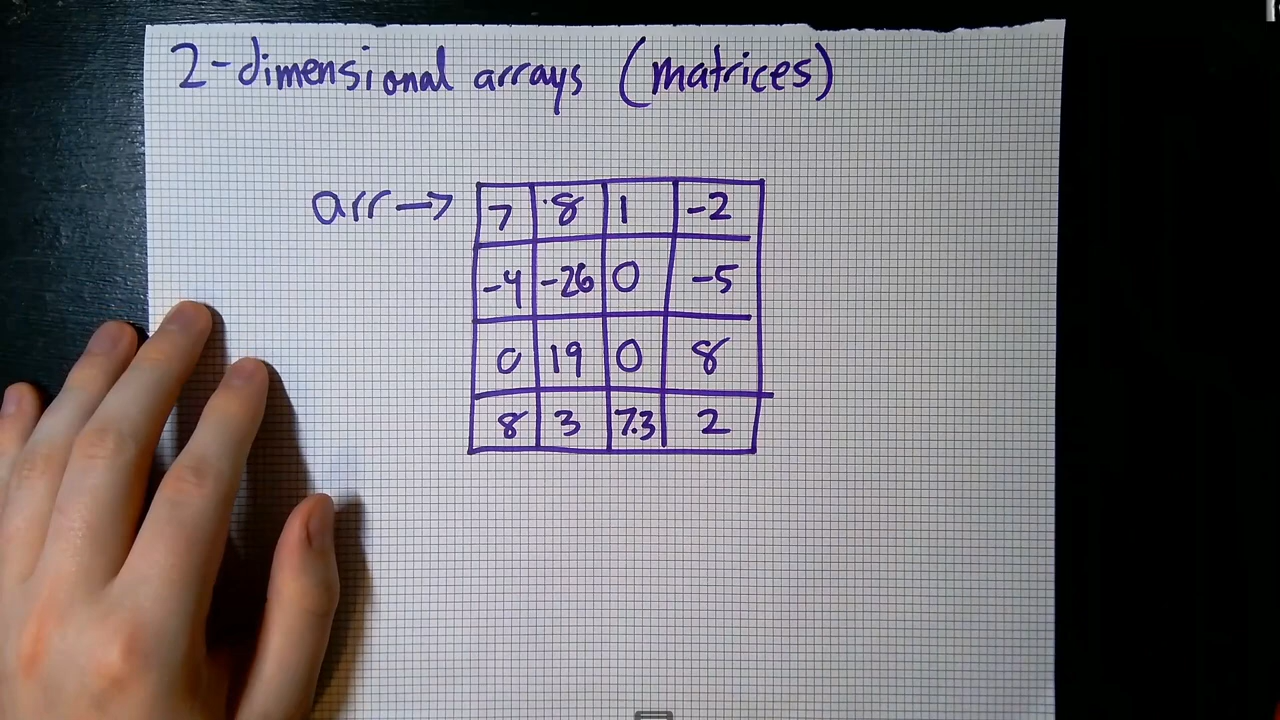 2-dimensional arrays (matrices)
arr→ 7 .8 1 -2
-4 -26 0 -5
0 19 0 8
8 3 7.3 2